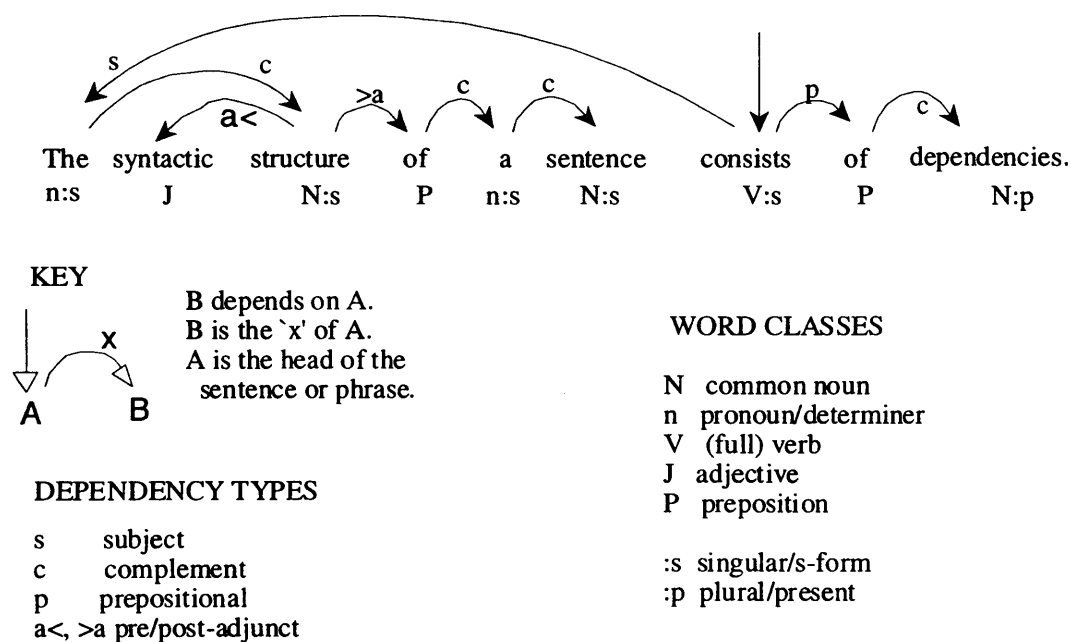 s c c c
>a p c
a<
The syntactic structure of a sentence consists of dependencies.
n:s J N:s P n:s N:s V:s P N:p
KEY
x
A B
B depends on A.
B is the `x' of A.
A is the head of the
sentence or phrase.
DEPENDENCY TYPES
s subject
c complement
p prepositional
a<, >a pre/post-adjunct
WORD CLASSES
N common noun
n pronoun/determiner
V (full) verb
J adjective
P preposition
:s singular/s-form
:p plural/present